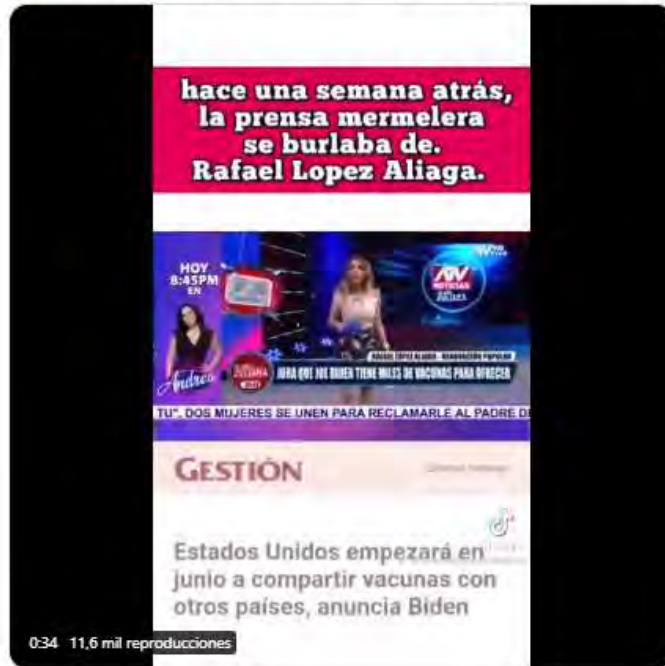 hace una semana atrás,
la prensa mermelera
se burlaba de.
Rafael Lopez Aliaga.
HOY
8:45PM
EN
Andrea
ATV
NOTICIAS
RAFAEL LÓPEZ ALIAGA - RENOVACIÓN POPULAR
JURA QUE JOE BIDEN TIENE MILES DE VACUNAS PARA OFRECER
TU". DOS MUJERES SE UNEN PARA RECLAMARLE AL PADRE DE
GESTIÓN
Estados Unidos empezará en
junio a compartir vacunas con
otros países, anuncia Biden
0:34 11,6 mil reproducciones